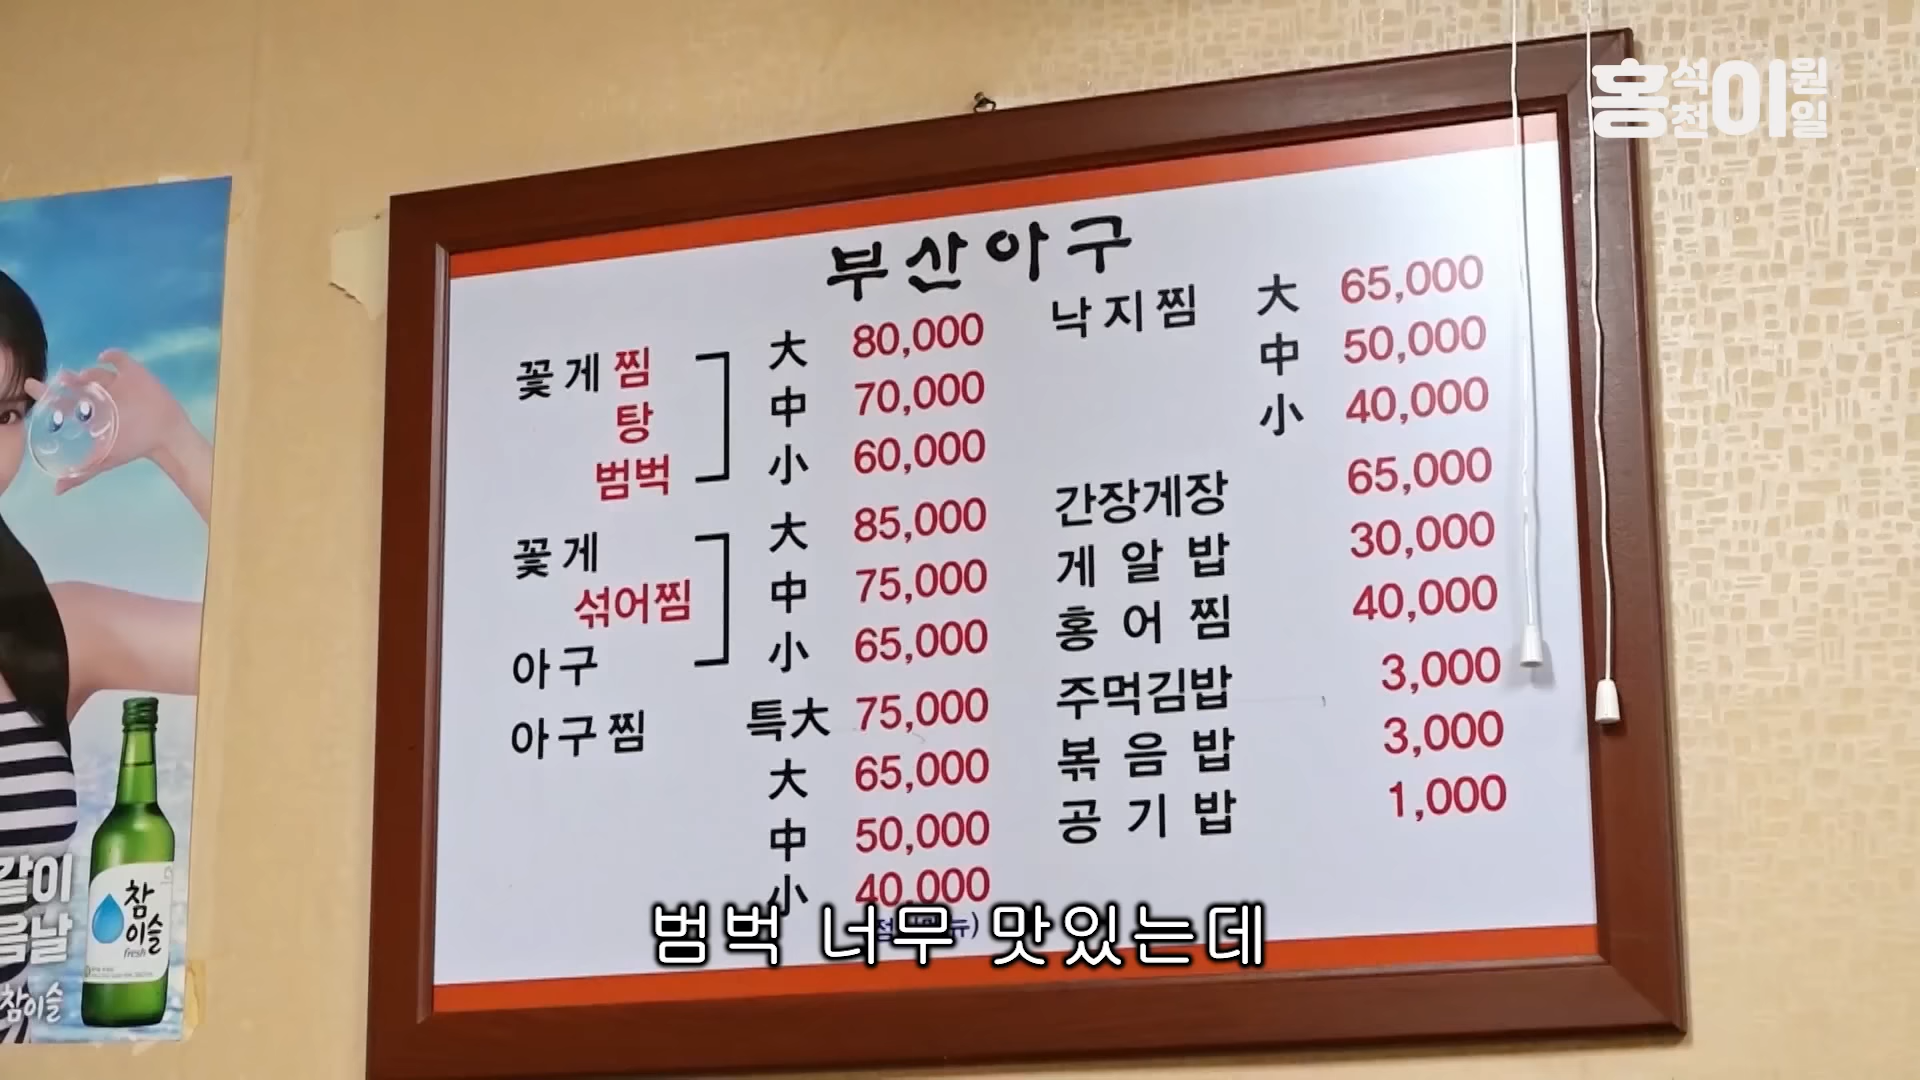 홍석천이원일
부산아구
꽃게 찜 大 80,000
탕 中 70,000
범벅 小 60,000
꽃게 大 85,000
섞어찜 中 75,000
아구 小 65,000
아구찜 특大 75,000
大 65,000
中 50,000
小 40,000
낙지찜 大 65,000
中 50,000
小 40,000
간장게장 65,000
게알밥 30,000
홍어찜 40,000
주먹김밥 3,000
볶음밥 3,000
공기밥 1,000
같이
음날
참이슬
fresh
참이슬
범벅 너무 맛있는데